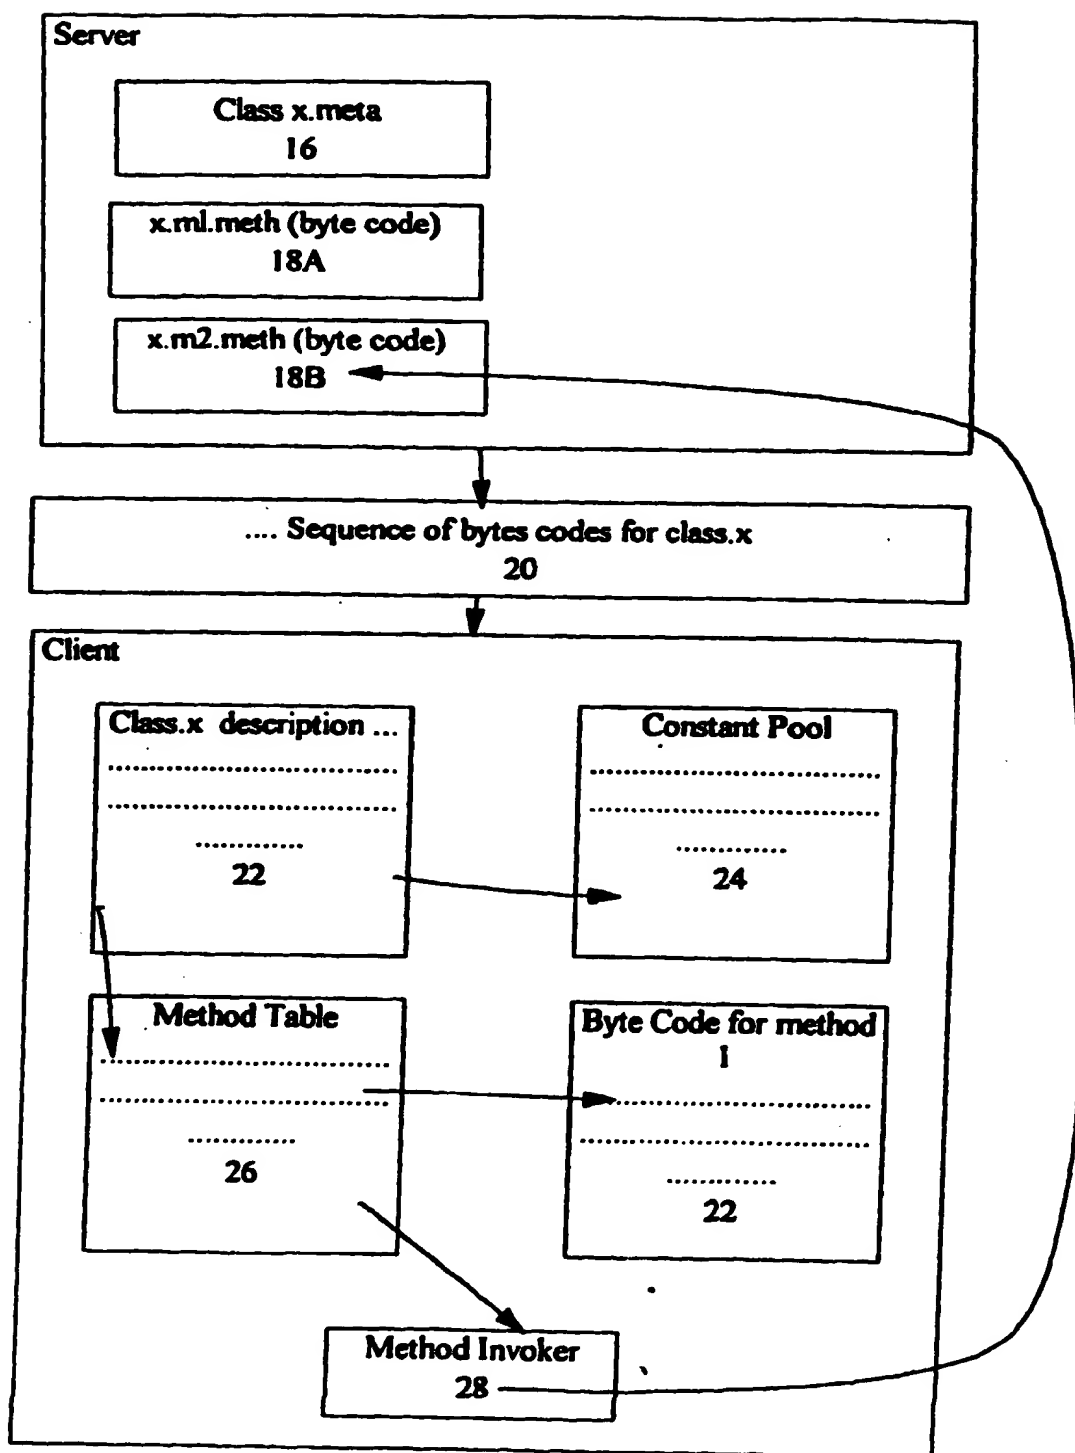 Server
Class x.meta
16
x.ml.meth (byte code)
18A
x.m2.meth (byte code)
18B
.... Sequence of bytes codes for class.x
20
Client
Class.x description ...
22
Constant Pool
24
Method Table
26
Byte Code for method
1
22
Method Invoker
28